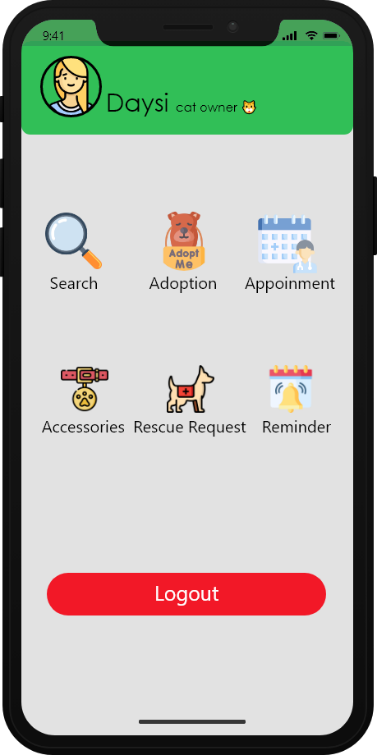 9:41
Daysi cat owner 🐱
Adopt
Me
Search Adoption Appoinment
Accessories Rescue Request Reminder
Logout